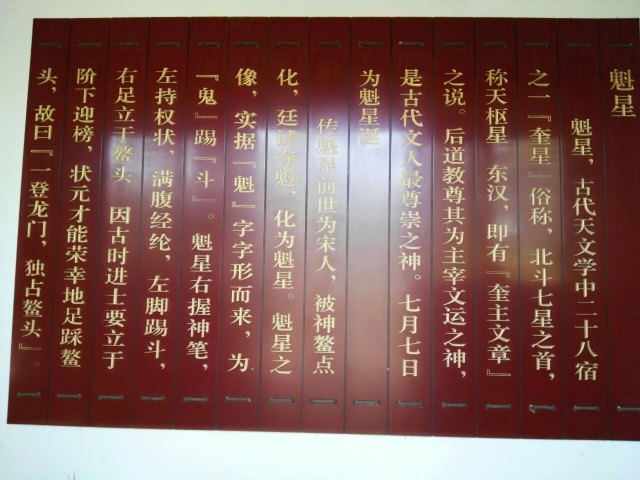 魁星
魁星，古代天文学中二十八宿
之一『奎星』俗称，北斗七星之首，
称天枢星。东汉，即有『奎主文章』
之说。后道教尊其为主宰文运之神，
是古代文人最尊崇之神。七月七日
为魁星诞。
传魁星前世为宋人，被神鳌点
化，廷试夺魁，化为魁星。魁星之
像，实据『魁』字字形而来，为
『鬼』踢『斗』。魁星右握神笔，
左持权状，满腹经纶，左脚踢斗，
右足立于鳌头，因古时进士要立于
阶下迎榜，状元才能荣幸地足踩鳌
头，故曰『一登龙门，独占鳌头』。